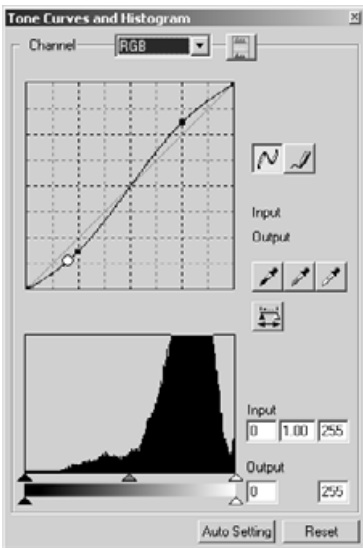 Tone Curves and Histogram
Channel RGB
Input
Output
Input
0 1.00 255
Output
0 255
Auto Setting Reset